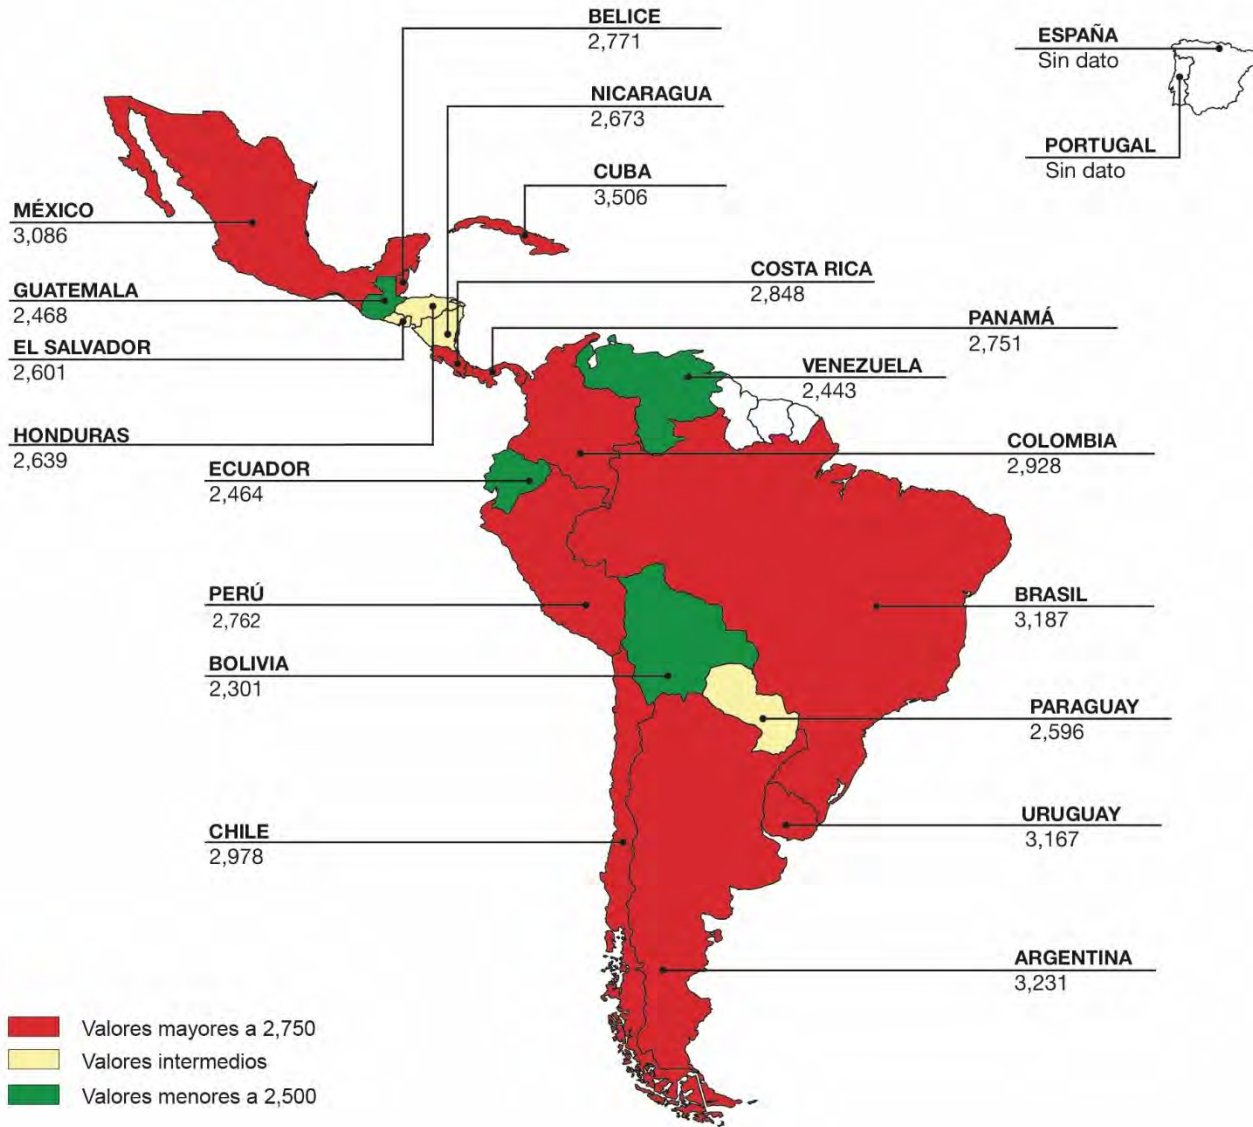 BELICE
2,771
ESPAÑA
Sin dato
NICARAGUA
2,673
PORTUGAL
Sin dato
CUBA
3,506
MÉXICO
3,086
COSTA RICA
2,848
GUATEMALA
2,468
PANAMÁ
2,751
EL SALVADOR
2,601
VENEZUELA
2,443
HONDURAS
2,639
COLOMBIA
2,928
ECUADOR
2,464
PERÚ
2,762
BRASIL
3,187
BOLIVIA
2,301
PARAGUAY
2,596
CHILE
2,978
URUGUAY
3,167
ARGENTINA
3,231
Valores mayores a 2,750
Valores intermedios
Valores menores a 2,500